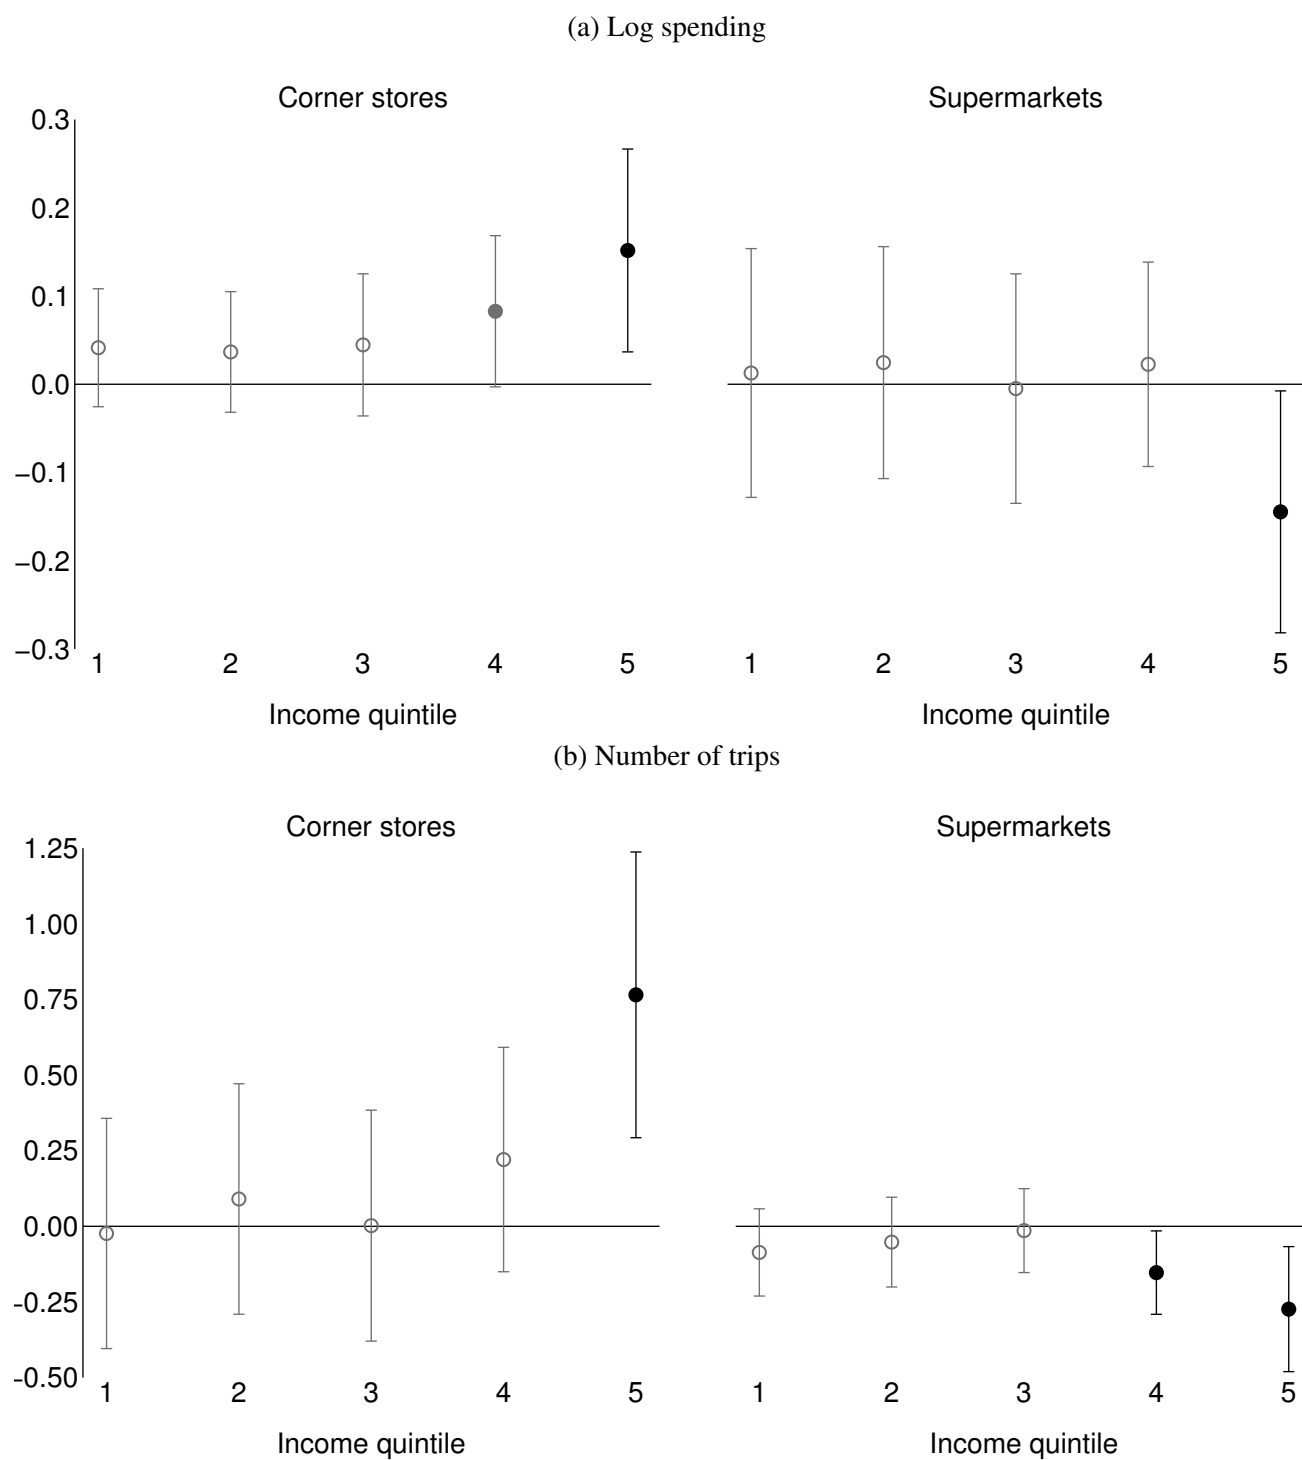 (a) Log spending
Corner stores
Supermarkets
0.3
0.2
0.1
0.0
−0.1
−0.2
−0.3
1 2 3 4 5
1 2 3 4 5
Income quintile
Income quintile
(b) Number of trips
Corner stores
Supermarkets
1.25
1.00
0.75
0.50
0.25
0.00
-0.25
-0.50
1 2 3 4 5
1 2 3 4 5
Income quintile
Income quintile